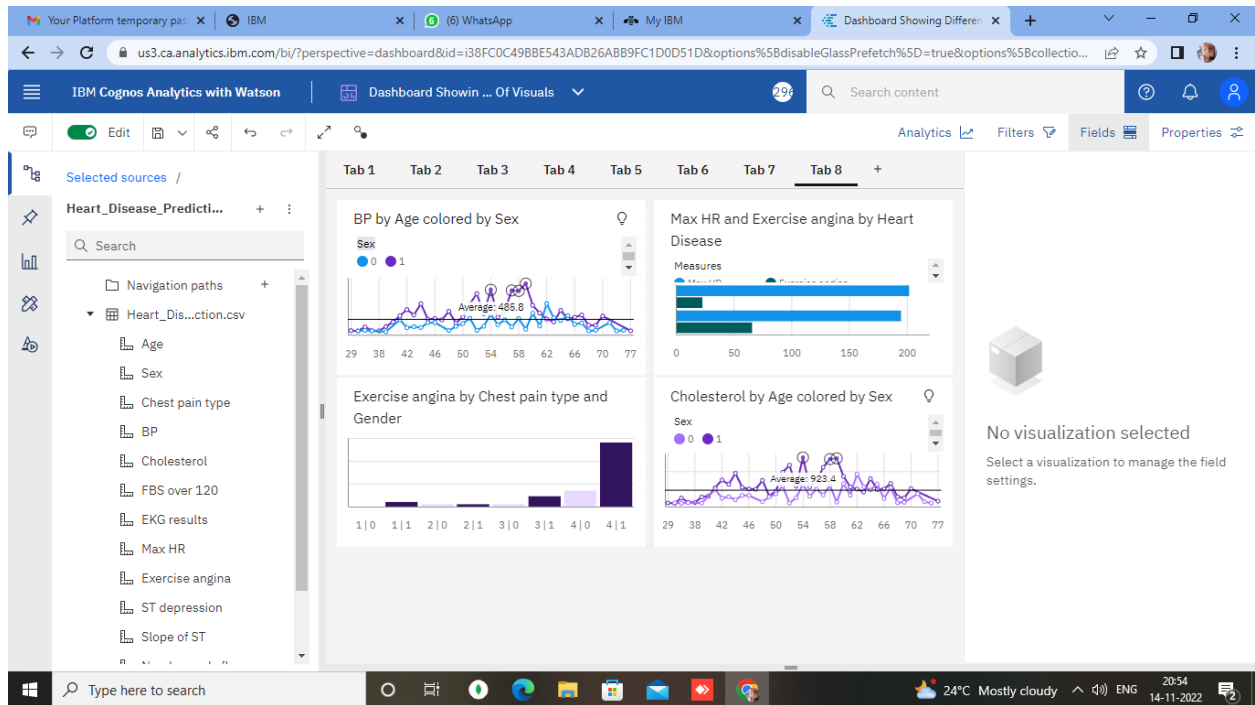 Your Platform temporary pas
IBM
(6) WhatsApp
My IBM
Dashboard Showing Differen
us3.ca.analytics.ibm.com/bi/?perspective=dashboard&id=i38FC0C49BBE543ADB26ABB9FC1D0D51D&options%5BdisableGlassPrefetch%5D=true&options%5Bcollectio...
IBM Cognos Analytics with Watson
Dashboard Showin ... Of Visuals
296
Search content
Edit
Analytics
Filters
Fields
Properties
Selected sources /
Heart_Disease_Predicti...
Search
Navigation paths
Heart_Dis...ction.csv
Age
Sex
Chest pain type
BP
Cholesterol
FBS over 120
EKG results
Max HR
Exercise angina
ST depression
Slope of ST
Tab 1 Tab 2 Tab 3 Tab 4 Tab 5 Tab 6 Tab 7 Tab 8 +
BP by Age colored by Sex
Sex
0 1
Average: 485.8
29 38 42 46 50 54 58 62 66 70 77
Max HR and Exercise angina by Heart
Disease
Measures
Max HR Exercise angina
0 50 100 150 200
Exercise angina by Chest pain type and
Gender
1|0 1|1 2|0 2|1 3|0 3|1 4|0 4|1
Cholesterol by Age colored by Sex
Sex
0 1
Average: 923.4
29 38 42 46 50 54 58 62 66 70 77
No visualization selected
Select a visualization to manage the field
settings.
Type here to search
24°C Mostly cloudy
ENG
20:54
14-11-2022
2